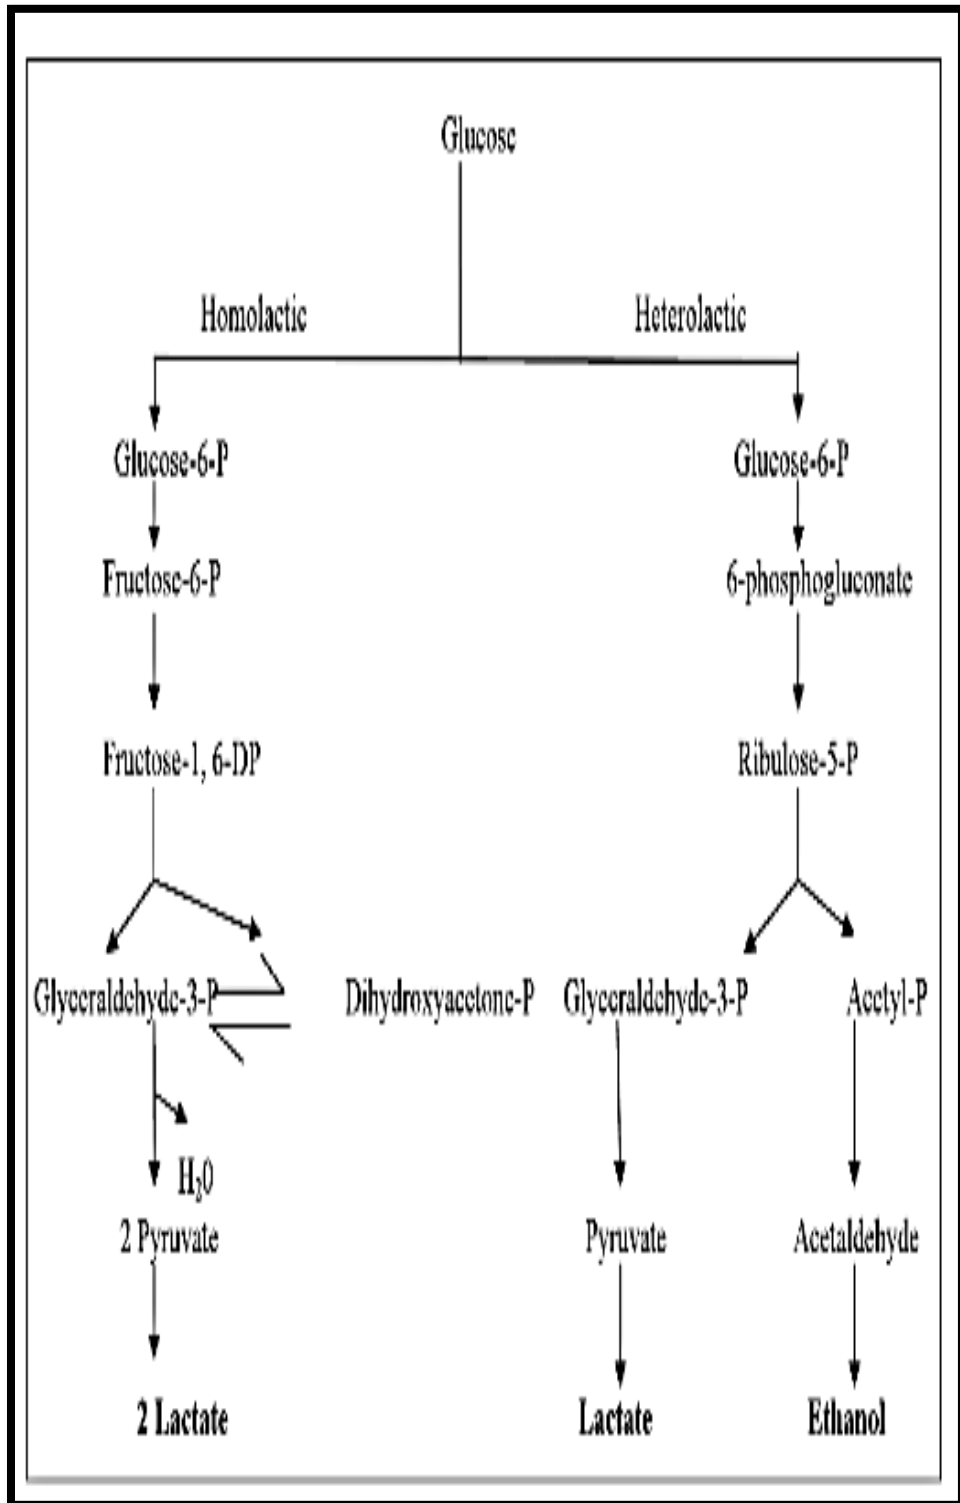 Glucose
Homolactic Heterolactic
Glucose-6-P Glucose-6-P
Fructose-6-P 6-phosphogluconate
Fructose-1, 6-DP Ribulose-5-P
Glyceraldehyde-3-P Dihydroxyacetone-P Glyceraldehyde-3-P Acetyl-P
H₂0
2 Pyruvate Pyruvate Acetaldehyde
2 Lactate Lactate Ethanol